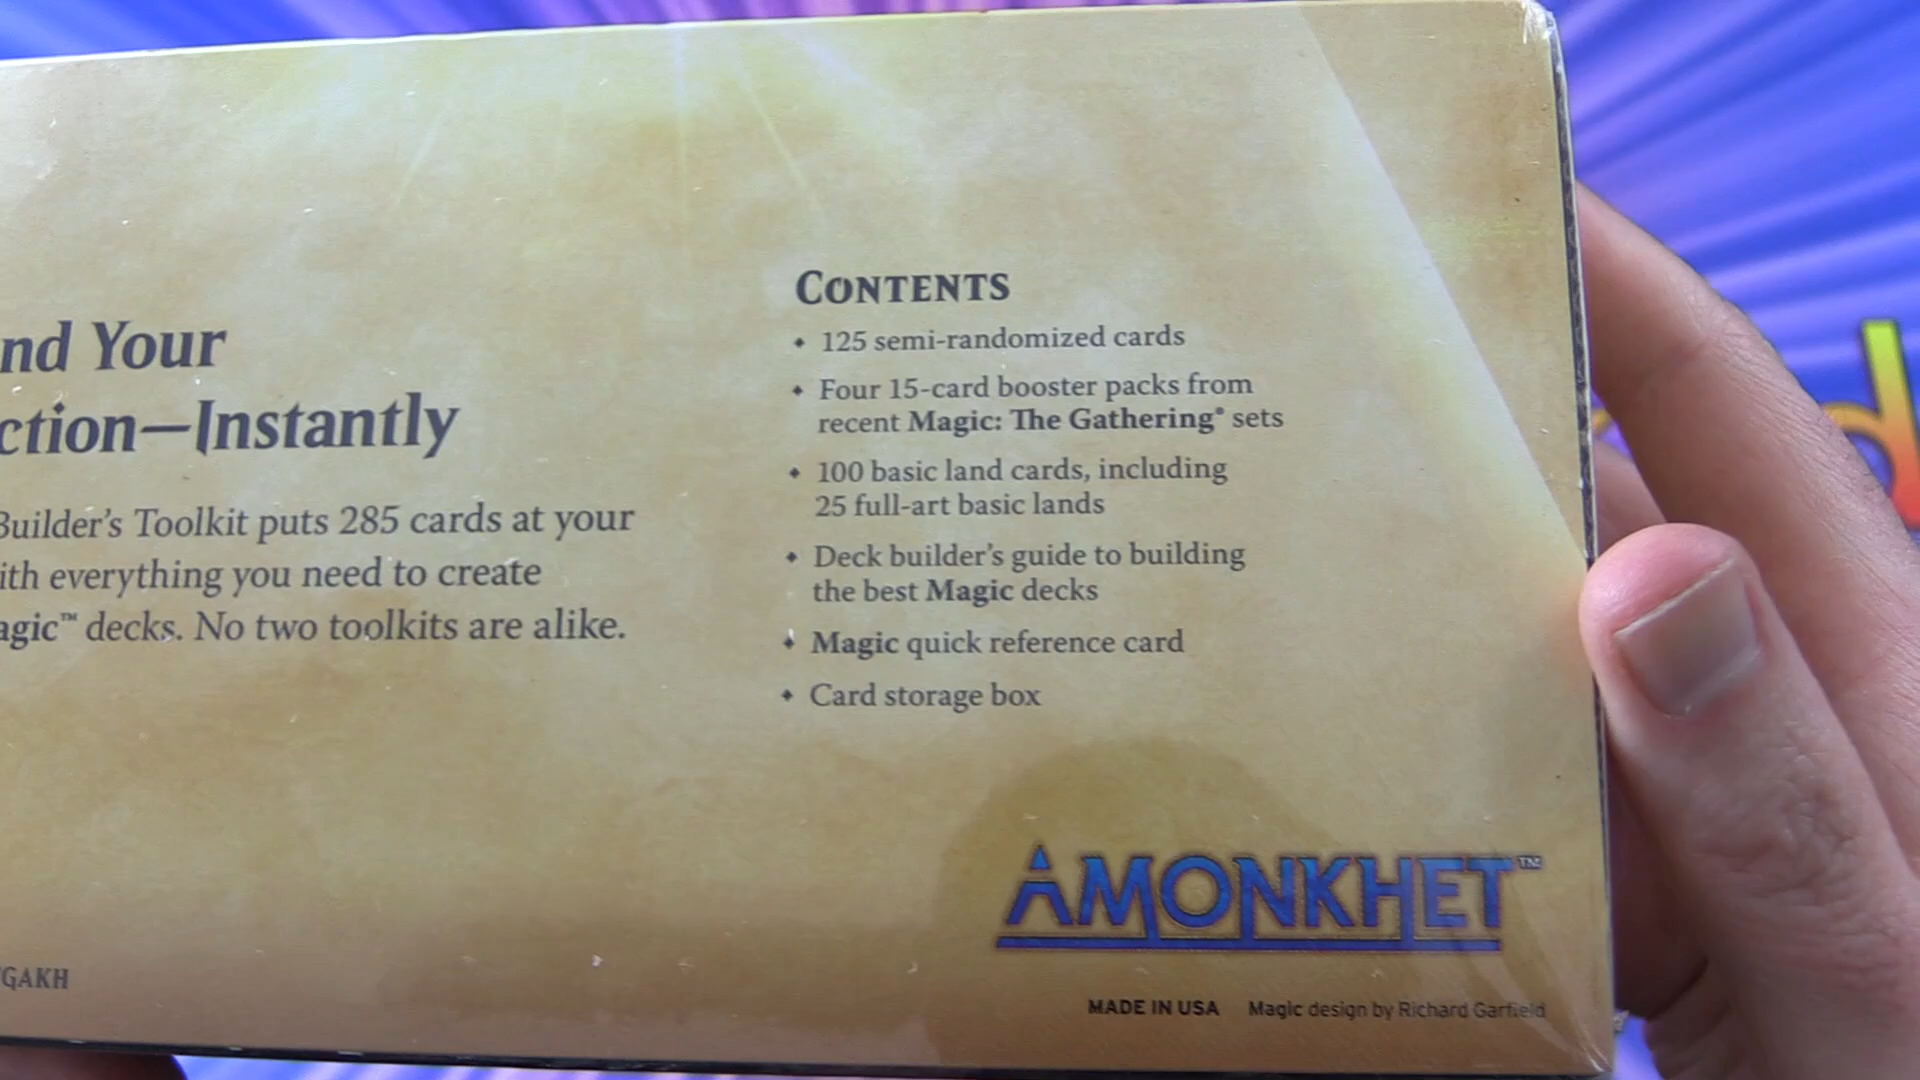 nd Your
ction—Instantly
Builder's Toolkit puts 285 cards at your
ith everything you need to create
agic™ decks. No two toolkits are alike.
CONTENTS
• 125 semi-randomized cards
• Four 15-card booster packs from
recent Magic: The Gathering® sets
• 100 basic land cards, including
25 full-art basic lands
• Deck builder's guide to building
the best Magic decks
• Magic quick reference card
• Card storage box
AMONKHET™
GAKH
MADE IN USA Magic design by Richard Garfield
d